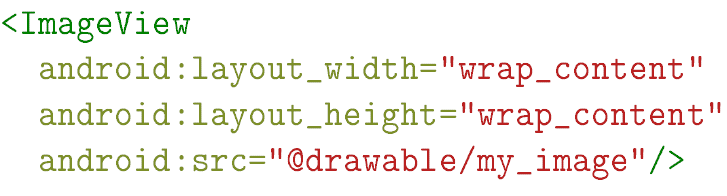 <ImageView
  android:layout_width="wrap_content"
  android:layout_height="wrap_content"
  android:src="@drawable/my_image"/>